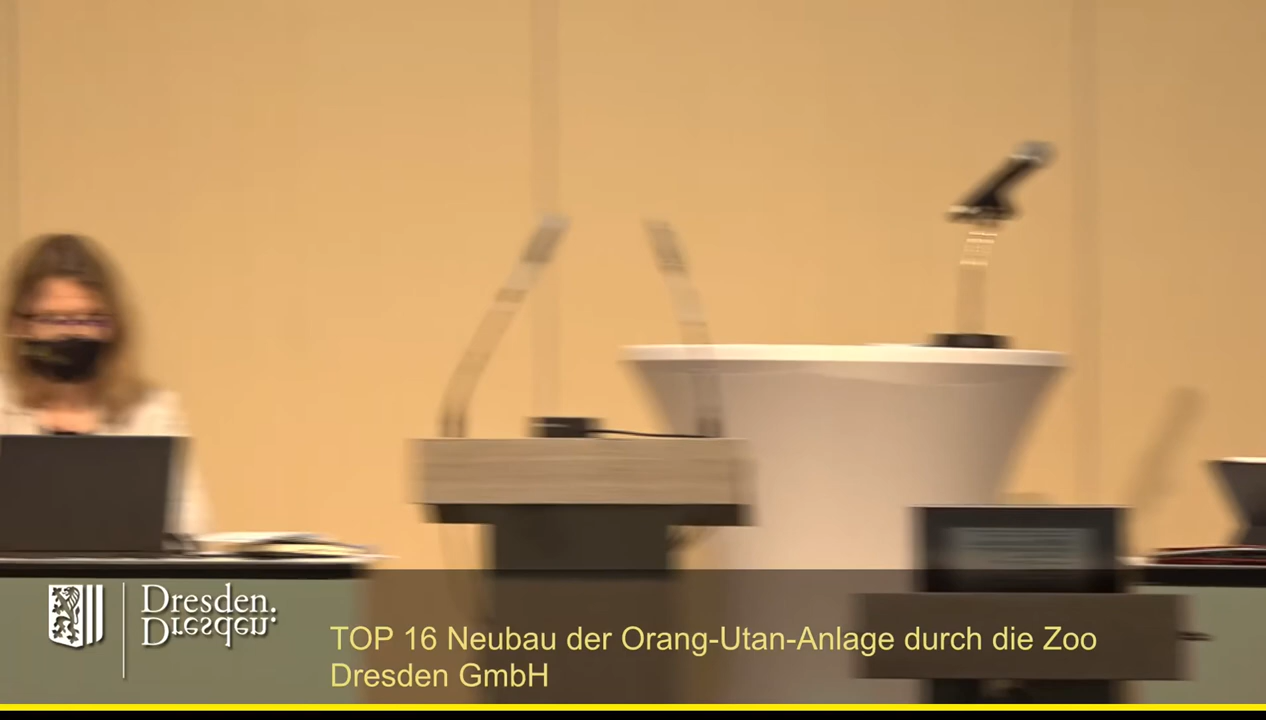 Dresden.
Dresden.
TOP 16 Neubau der Orang-Utan-Anlage durch die Zoo
Dresden GmbH